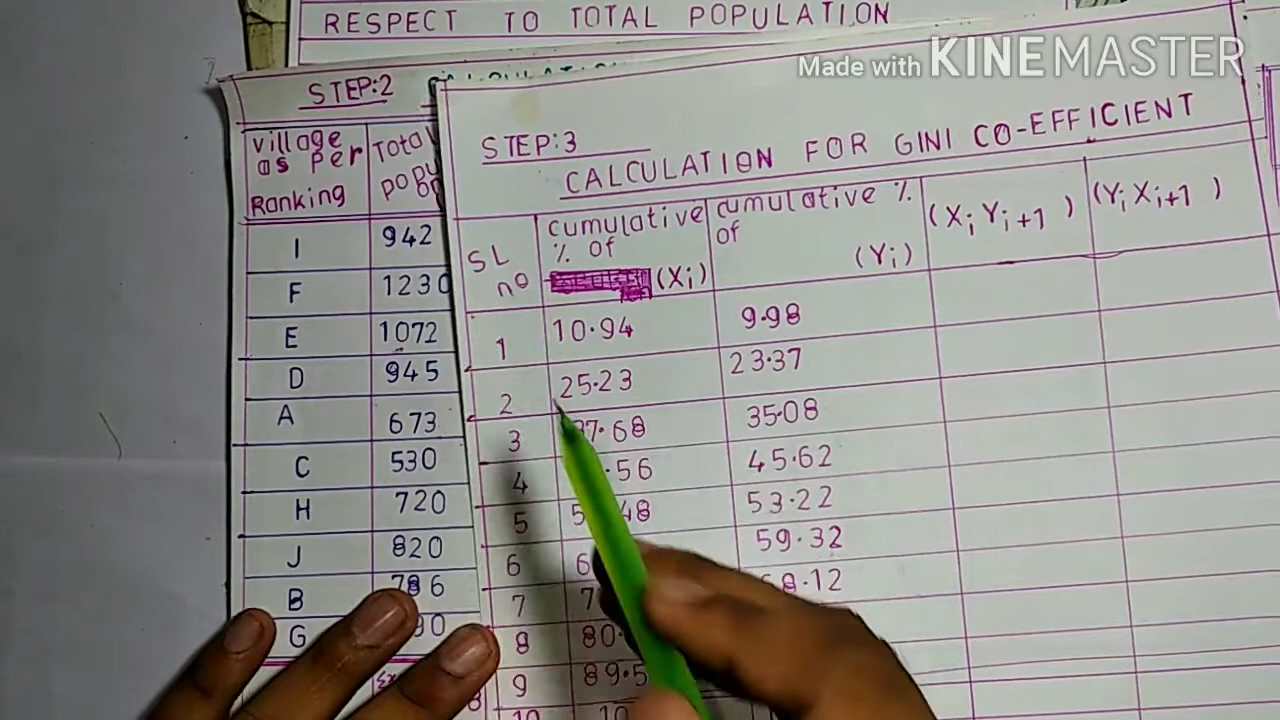 RESPECT TO TOTAL POPULATION
Made with KINEMASTER
STEP:2
Village as per Ranking
Total
I 942
F 1230
E 1072
D 945
A 673
C 530
H 720
J 820
B 786
G
STEP:3
CALCULATION FOR GINI CO-EFFICIENT
SL no
cumulative % of (Xi)
cumulative % of (Yi)
(Xi Yi+1)
(Yi Xi+1)
1 10.94 9.98
2 25.23 23.37
3 35.08
4 45.62
5 53.22
6 59.32
7
8
9
10